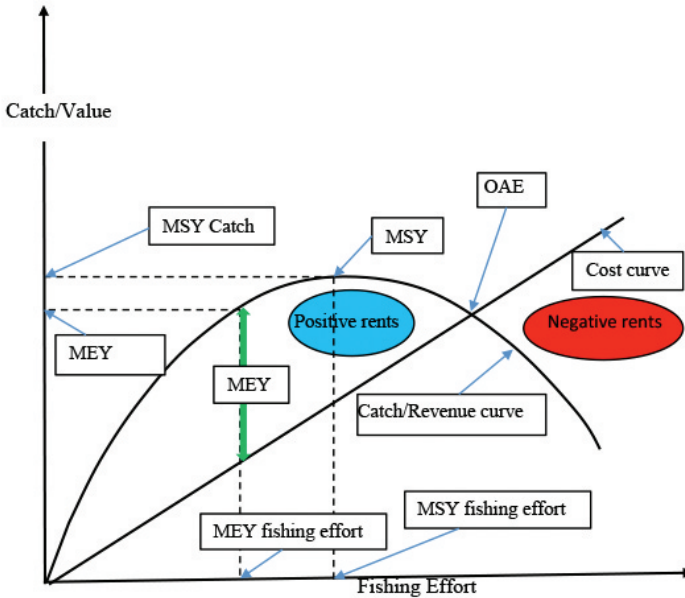 Catch/Value
OAE
MSY Catch
MSY
Cost curve
Positive rents
Negative rents
MEY
MEY
Catch/Revenue curve
MSY fishing effort
MEY fishing effort
Fishing Effort